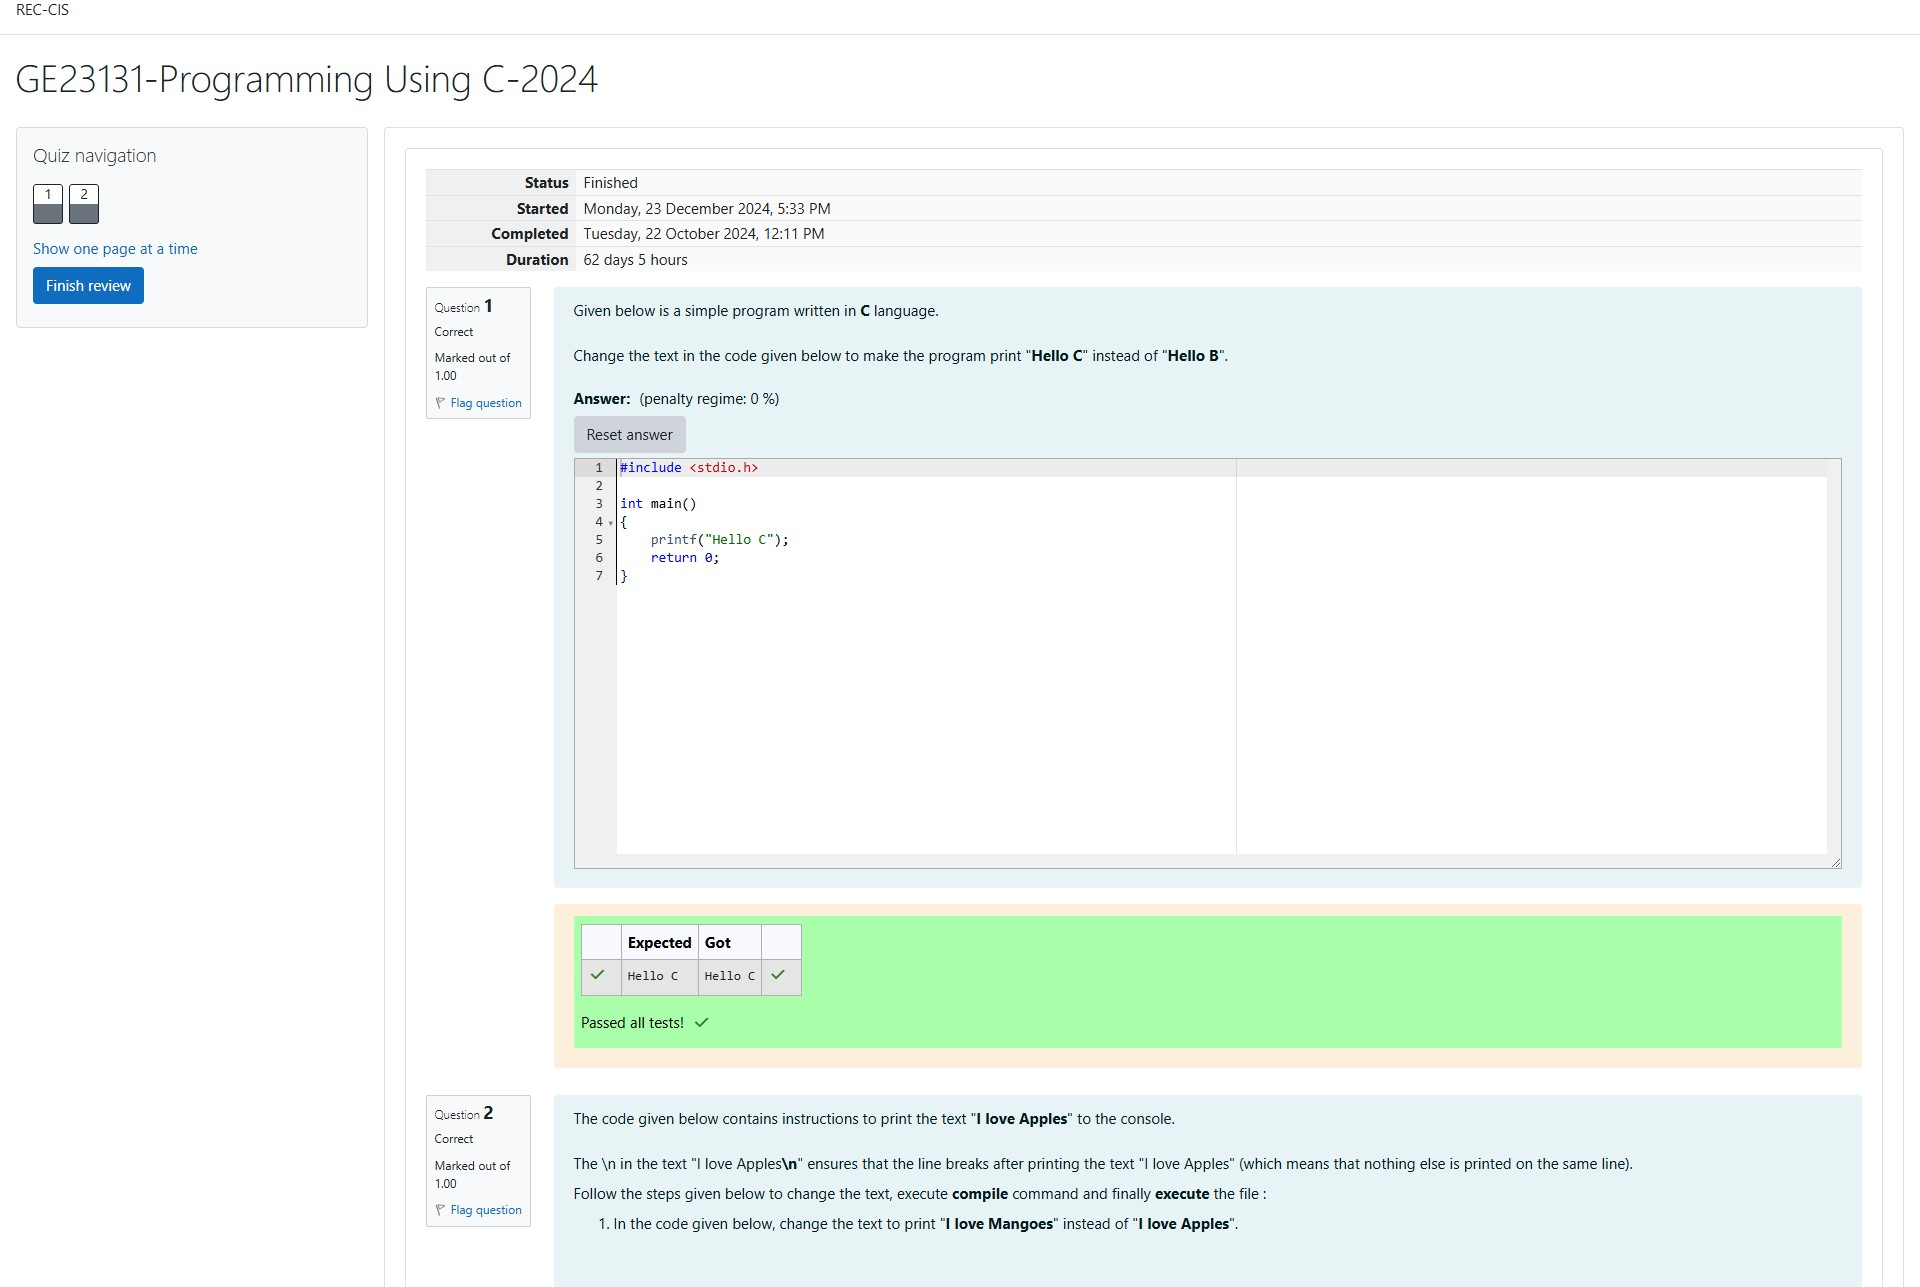 REC-CIS
GE23131-Programming Using C-2024
Quiz navigation
1 2
Show one page at a time
Finish review
Status Finished
Started Monday, 23 December 2024, 5:33 PM
Completed Tuesday, 22 October 2024, 12:11 PM
Duration 62 days 5 hours
Question 1
Correct
Marked out of
1.00
Flag question
Given below is a simple program written in C language.
Change the text in the code given below to make the program print "Hello C" instead of "Hello B".
Answer: (penalty regime: 0 %)
Reset answer
1 #include <stdio.h>
2
3 int main()
4 {
5     printf("Hello C");
6     return 0;
7 }
Expected Got
Hello C Hello C
Passed all tests!
Question 2
Correct
Marked out of
1.00
Flag question
The code given below contains instructions to print the text "I love Apples" to the console.
The \n in the text "I love Apples\n" ensures that the line breaks after printing the text "I love Apples" (which means that nothing else is printed on the same line).
Follow the steps given below to change the text, execute compile command and finally execute the file :
1. In the code given below, change the text to print "I love Mangoes" instead of "I love Apples".